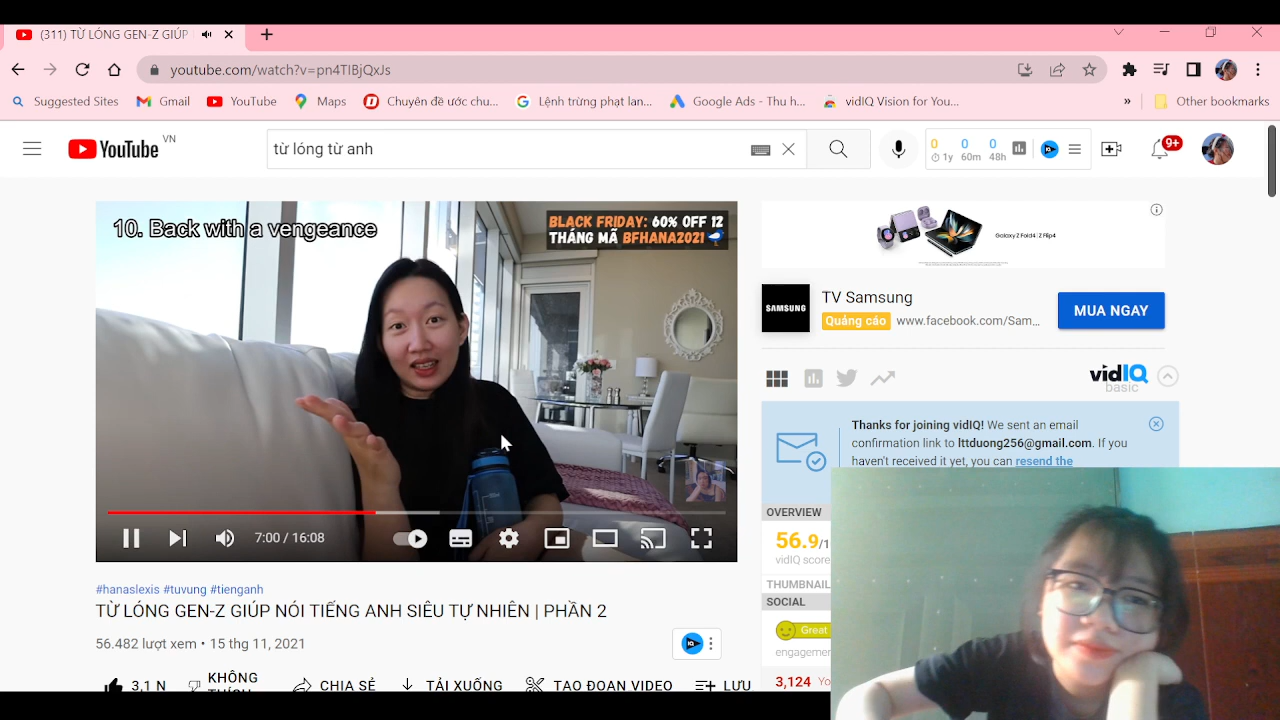 (311) TỪ LÓNG GEN-Z GIÚP
youtube.com/watch?v=pn4TIBjQxJs
Suggested Sites
Gmail
YouTube
Maps
Chuyên đề ước chu...
Lệnh trừng phạt lan...
Google Ads - Thu h...
vidIQ Vision for You...
»
Other bookmarks
YouTube VN
từ lóng từ anh
0 0 0
1y 60m 48h
9+
10. Back with a vengeance
BLACK FRIDAY: 60% OFF 12
THÁNG MÃ BFHANA2021
7:00 / 16:08
Galaxy Z Fold4 | Z Flip4
SAMSUNG
TV Samsung
Quảng cáo www.facebook.com/Sam...
MUA NGAY
vidIQ
basic
Thanks for joining vidIQ! We sent an email
confirmation link to lttduong256@gmail.com. If you
haven't received it yet, you can resend the
OVERVIEW
56.9/1
vidIQ score
THUMBNAIL
SOCIAL
Great
engagemen
3,124 Yo
#hanaslexis #tuvung #tienganh
TỪ LÓNG GEN-Z GIÚP NÓI TIẾNG ANH SIÊU TỰ NHIÊN | PHẦN 2
56.482 lượt xem • 15 thg 11, 2021
3,1 N
KHÔNG
THÍCH
CHIA SẺ
TẢI XUỐNG
TẠO ĐOẠN VIDEO
LƯU